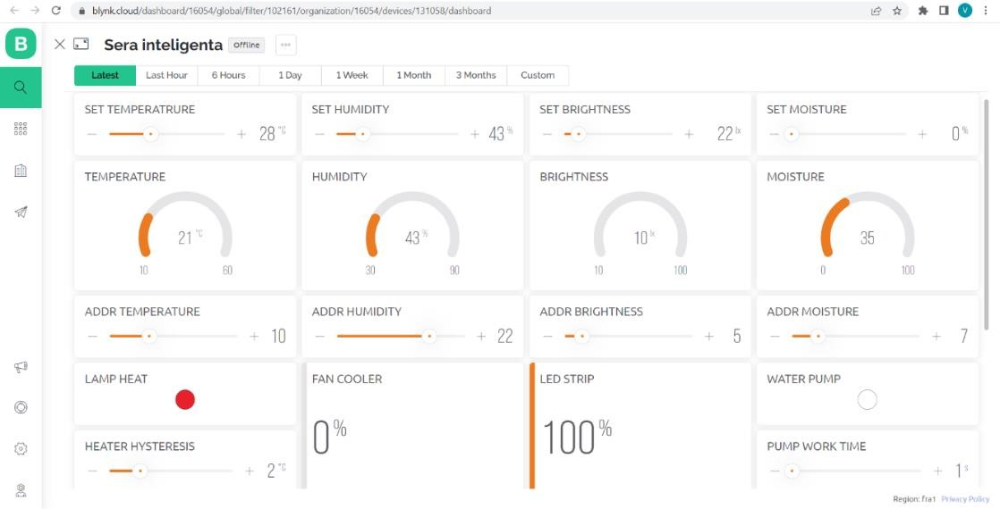 blynk.cloud/dashboard/16054/global/filter/102161/organization/16054/devices/131058/dashboard
V
B
Sera inteligenta Offline
Latest Last Hour 6 Hours 1 Day 1 Week 1 Month 3 Months Custom
SET TEMPERATRURE SET HUMIDITY SET BRIGHTNESS SET MOISTURE
− + 28 °C − + 43 % − + 22 lx − + 0 %
TEMPERATURE HUMIDITY BRIGHTNESS MOISTURE
21 °C 43 % 10 lx 35
10 60 30 90 10 100 0 100
ADDR TEMPERATURE ADDR HUMIDITY ADDR BRIGHTNESS ADDR MOISTURE
− + 10 − + 22 − + 5 − + 7
LAMP HEAT FAN COOLER LED STRIP WATER PUMP
0% 100%
HEATER HYSTERESIS PUMP WORK TIME
− + 2 °C − + 1 s
Region: fra1 Privacy Policy